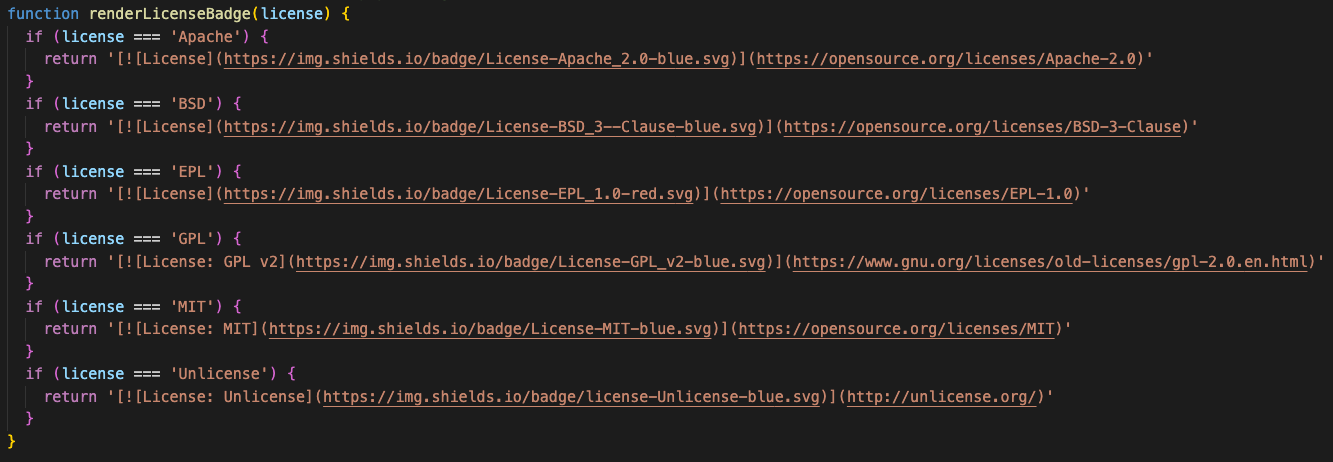 function renderLicenseBadge(license) {
  if (license === 'Apache') {
    return '[![License](https://img.shields.io/badge/License-Apache_2.0-blue.svg)](https://opensource.org/licenses/Apache-2.0)'
  }
  if (license === 'BSD') {
    return '[![License](https://img.shields.io/badge/License-BSD_3--Clause-blue.svg)](https://opensource.org/licenses/BSD-3-Clause)'
  }
  if (license === 'EPL') {
    return '[![License](https://img.shields.io/badge/License-EPL_1.0-red.svg)](https://opensource.org/licenses/EPL-1.0)'
  }
  if (license === 'GPL') {
    return '[![License: GPL v2](https://img.shields.io/badge/License-GPL_v2-blue.svg)](https://www.gnu.org/licenses/old-licenses/gpl-2.0.en.html)'
  }
  if (license === 'MIT') {
    return '[![License: MIT](https://img.shields.io/badge/License-MIT-blue.svg)](https://opensource.org/licenses/MIT)'
  }
  if (license === 'Unlicense') {
    return '[![License: Unlicense](https://img.shields.io/badge/license-Unlicense-blue.svg)](http://unlicense.org/)'
  }
}